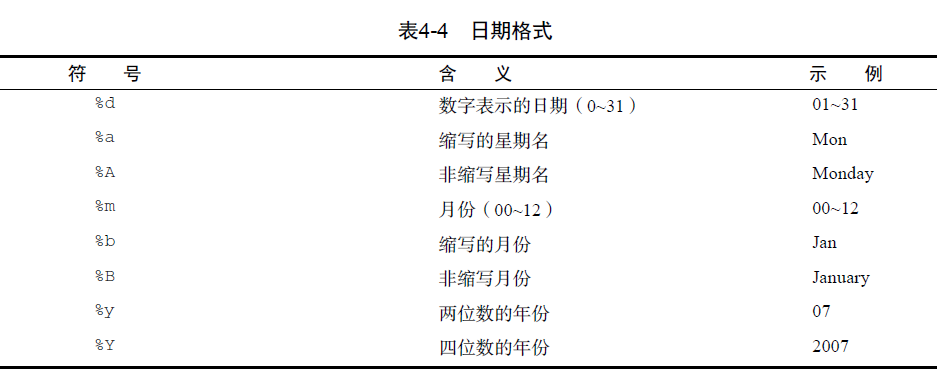 表4-4 日期格式
符 号 含 义 示 例
%d 数字表示的日期（0~31） 01~31
%a 缩写的星期名 Mon
%A 非缩写星期名 Monday
%m 月份（00~12） 00~12
%b 缩写的月份 Jan
%B 非缩写月份 January
%y 两位数的年份 07
%Y 四位数的年份 2007